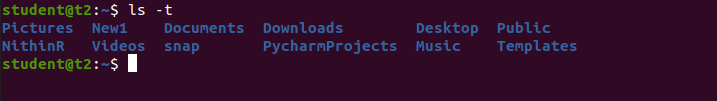 student@t2:~$ ls -t
Pictures New1 Documents Downloads Desktop Public
NithinR Videos snap PycharmProjects Music Templates
student@t2:~$